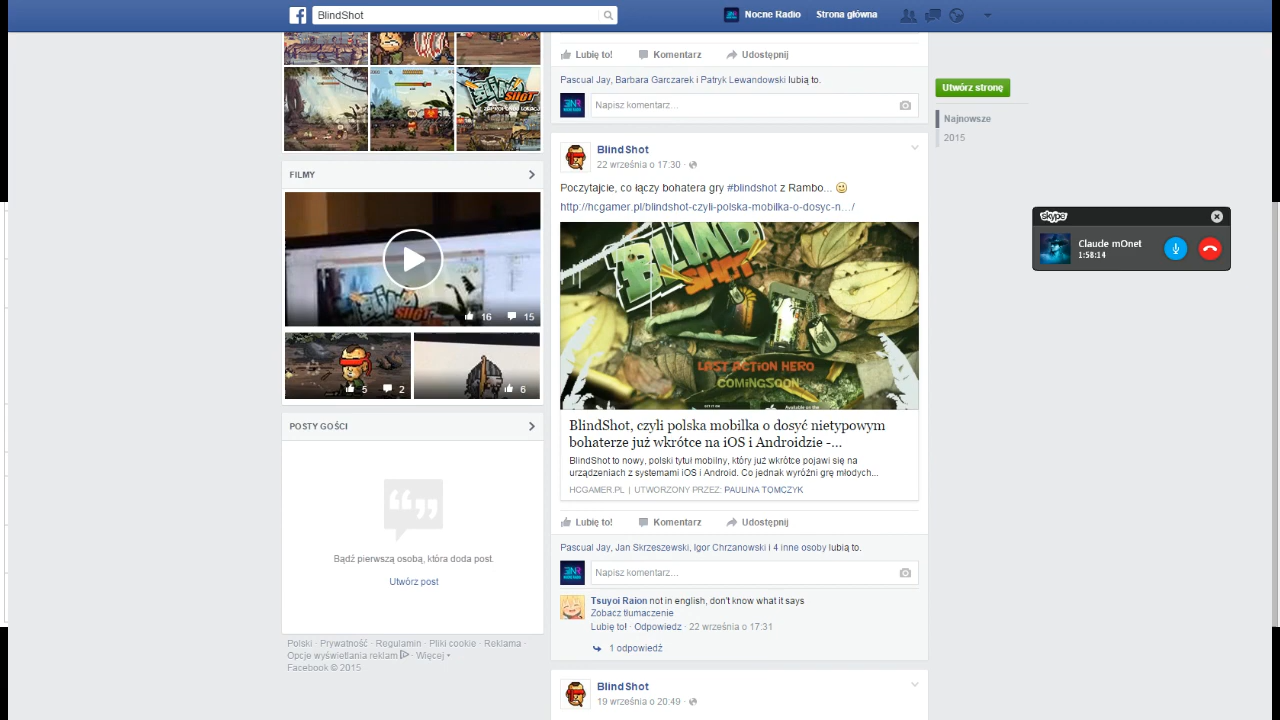 BlindShot
Nocne Radio
Strona główna
Lubię to!
Komentarz
Udostępnij
Pascual Jay, Barbara Garczarek i Patryk Lewandowski lubią to.
Napisz komentarz...
Utwórz stronę
Najnowsze
2015
FILMY
16
15
5
2
6
POSTY GOŚCI
Bądź pierwszą osobą, która doda post.
Utwórz post
Polski · Prywatność · Regulamin · Pliki cookie · Reklama ·
Opcje wyświetlania reklam · Więcej
Facebook © 2015
BlindShot
22 września o 17:30 ·
Poczytajcie, co łączy bohatera gry #blindshot z Rambo...
http://hcgamer.pl/blindshot-czyli-polska-mobilka-o-dosyc-n.../
BLIND
SHOT
LAST ACTION HERO
COMING SOON
Available on the
BlindShot, czyli polska mobilka o dosyć nietypowym
bohaterze już wkrótce na iOS i Androidzie -...
BlindShot to nowy, polski tytuł mobilny, który już wkrótce pojawi się na
urządzeniach z systemami iOS i Android. Co jednak wyróżni grę młodych...
HCGAMER.PL | UTWORZONY PRZEZ: PAULINA TOMCZYK
Lubię to!
Komentarz
Udostępnij
Pascual Jay, Jan Skrzeszewski, Igor Chrzanowski i 4 inne osoby lubią to.
Napisz komentarz...
Tsuyoi Raion not in english, don't know what it says
Zobacz tłumaczenie
Lubię to! · Odpowiedz · 22 września o 17:31
1 odpowiedź
BlindShot
19 września o 20:49 ·
skype
Claude mOnet
1:58:14